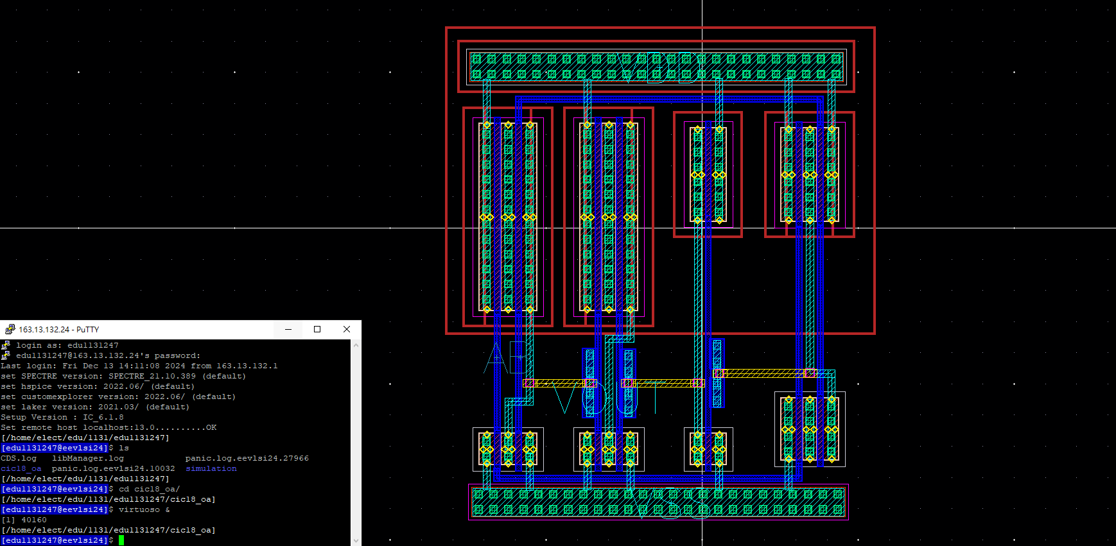 163.13.132.24 - PuTTY
login as: edu1131247
edu1131247@163.13.132.24's password:
Last login: Fri Dec 13 14:11:08 2024 from 163.13.132.1
set SPECTRE version: SPECTRE_21.10.389 (default)
set hspice version: 2022.06/ (default)
set customexplorer version: 2022.06/ (default)
set laker version: 2021.03/ (default)
Setup Version : IC_6.1.8
Set remote host localhost:13.0..........OK
[/home/elect/edu/1131/edu1131247]
[edu1131247@eevlsi24]$ ls
CDS.log libManager.log panic.log.eevlsi24.27966
cic18_oa panic.log.eevlsi24.10032 simulation
[/home/elect/edu/1131/edu1131247]
[edu1131247@eevlsi24]$ cd cic18_oa/
[/home/elect/edu/1131/edu1131247/cic18_oa]
[edu1131247@eevlsi24]$ virtuoso &
[1] 40160
[/home/elect/edu/1131/edu1131247/cic18_oa]
[edu1131247@eevlsi24]$